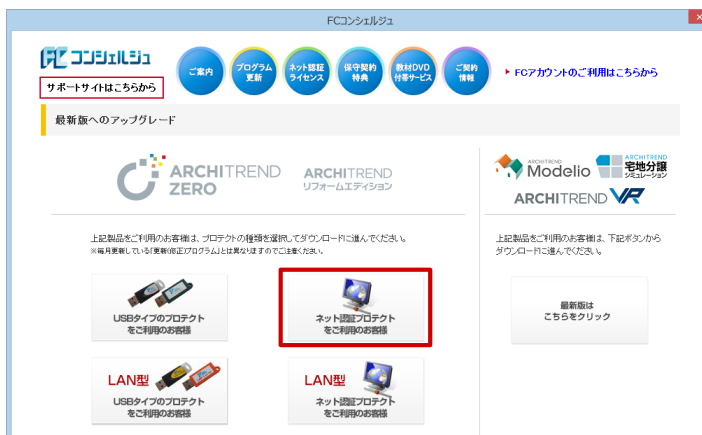 FCコンシェルジュ
×
FC コンシェルジュ
サポートサイトはこちらから
ご案内
プログラム
更新
ネット認証
ライセンス
保守契約
特典
教材DVD
付帯サービス
ご契約
情報
FCアカウントのご利用はこちらから
最新版へのアップグレード
ARCHITREND
ZERO
ARCHITREND
リフォームエディション
ARCHITREND
Modelio
ARCHITREND
宅地分譲
シミュレーション
ARCHITREND VR
上記製品をご利用のお客様は、プロテクトの種類を選択してダウンロードに進んでください。
※毎月更新している「更新(修正)プログラム」とは異なりますのでご注意ください。
上記製品をご利用のお客様は、下記ボタンから
ダウンロードに進んでください。
USBタイプのプロテクト
をご利用のお客様
ネット認証プロテクト
をご利用のお客様
最新版は
こちらをクリック
LAN型
USBタイプのプロテクト
をご利用のお客様
LAN型
ネット認証プロテクト
をご利用のお客様